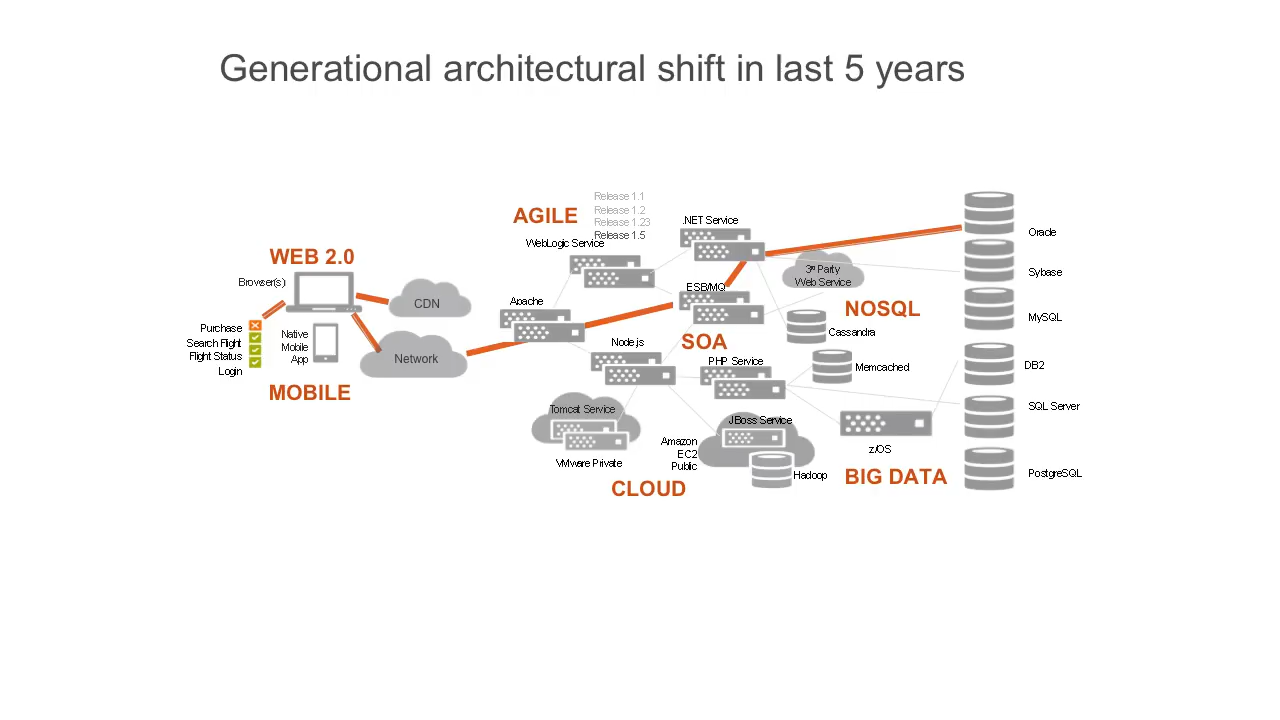 Generational architectural shift in last 5 years
Release 1.1
Release 1.2
Release 1.23
Release 1.5
AGILE
WebLogic Service
.NET Service
Oracle
WEB 2.0
Browser(s)
3rd Party
Web Service
Sybase
CDN
Apache
ESB/MQ
NOSQL
MySQL
Purchase
Search Flight
Flight Status
Login
Native
Mobile
App
Network
Node.js
SOA
Cassandra
PHP Service
Memcached
DB2
MOBILE
Tomcat Service
VMware Private
JBoss Service
Amazon
EC2
Public
Hadoop
CLOUD
z/OS
BIG DATA
SQL Server
PostgreSQL